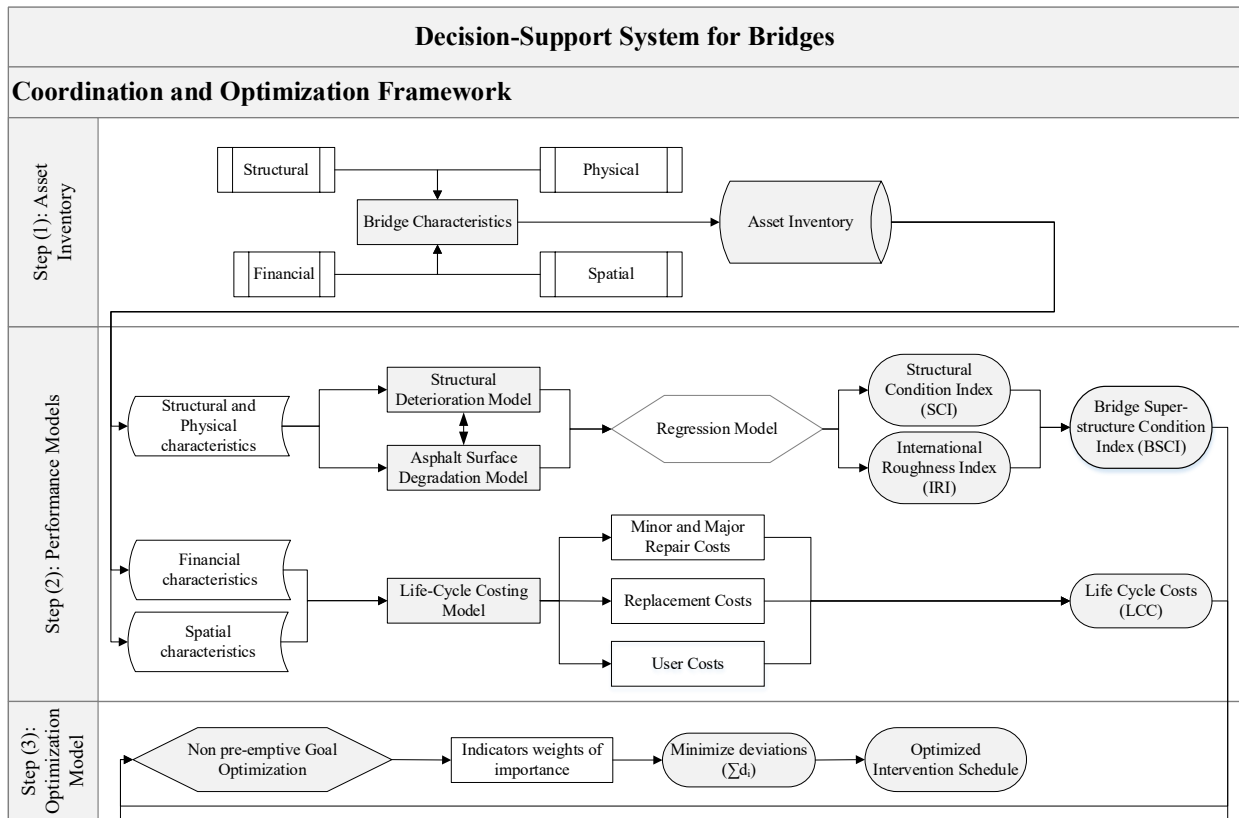 Decision-Support System for Bridges
Coordination and Optimization Framework
Step (1): Asset
Inventory
Structural
Physical
Bridge Characteristics
Asset Inventory
Financial
Spatial
Step (2): Performance Models
Structural and
Physical
characteristics
Structural
Deterioration Model
Asphalt Surface
Degradation Model
Regression Model
Structural
Condition Index
(SCI)
International
Roughness Index
(IRI)
Bridge Super-
structure Condition
Index (BSCI)
Financial
characteristics
Spatial
characteristics
Life-Cycle Costing
Model
Minor and Major
Repair Costs
Replacement Costs
User Costs
Life Cycle Costs
(LCC)
Step (3):
Optimization
Model
Non pre-emptive Goal
Optimization
Indicators weights of
importance
Minimize deviations
(∑dᵢ)
Optimized
Intervention Schedule